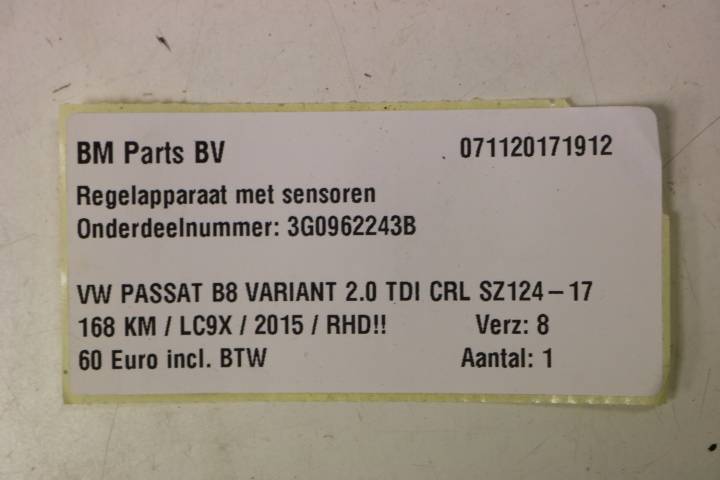 BM Parts BV 071120171912
Regelapparaat met sensoren
Onderdeelnummer: 3G0962243B
VW PASSAT B8 VARIANT 2.0 TDI CRL SZ124-17
168 KM / LC9X / 2015 / RHD!! Verz: 8
60 Euro incl. BTW Aantal: 1